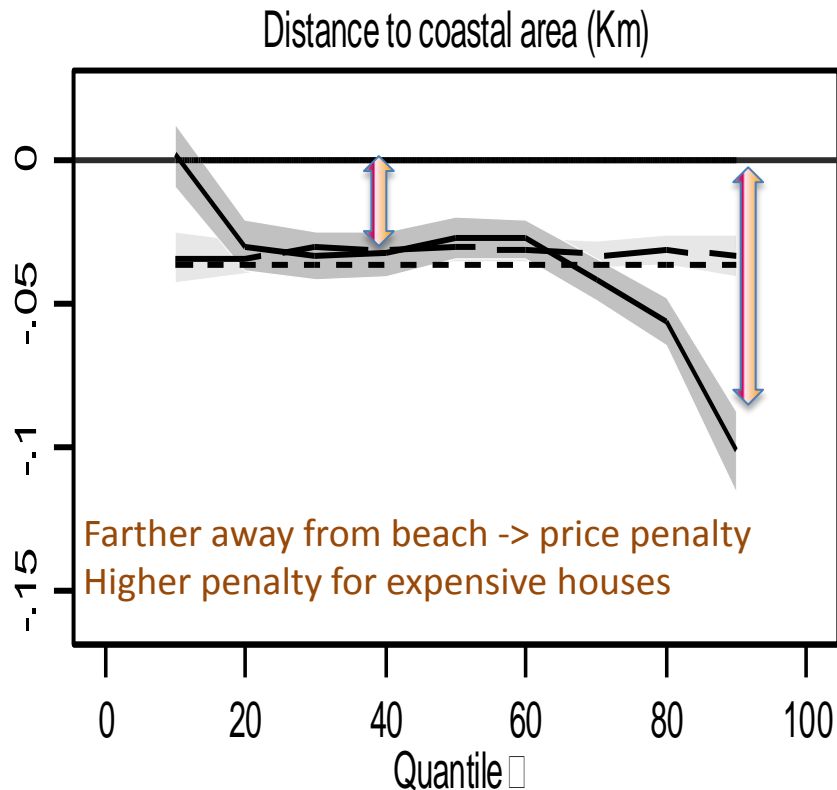 Distance to coastal area (Km)
0
-.05
-.1
-.15
Farther away from beach -> price penalty
Higher penalty for expensive houses
0 20 40 60 80 100
Quantile